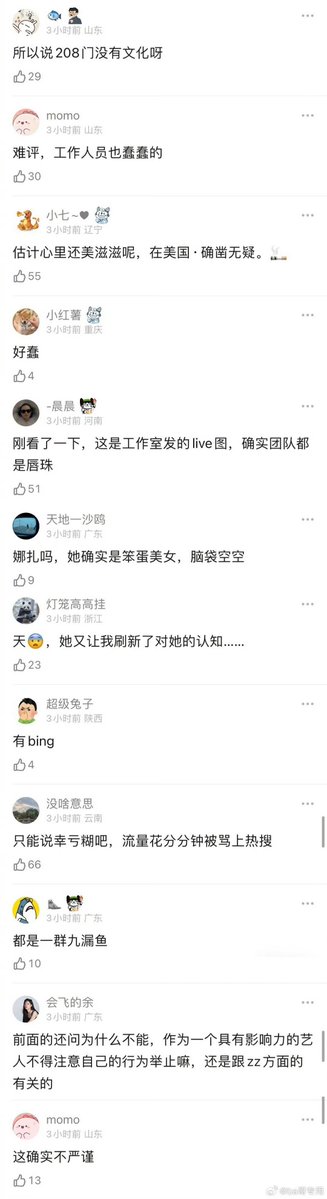 3小时前 山东
所以说208门没有文化呀
29
momo
3小时前 山东
难评，工作人员也蠢蠢的
30
小七~🖤
3小时前 辽宁
估计心里还美滋滋呢，在美国·确凿无疑。🚬
55
小红薯
3小时前 重庆
好蠢
4
-晨晨
3小时前 河南
刚看了一下，这是工作室发的live图，确实团队都
是唇珠
51
天地一沙鸥
3小时前 广东
娜扎吗，她确实是笨蛋美女，脑袋空空
9
灯笼高高挂
3小时前 浙江
天😨，她又让我刷新了对她的认知……
23
超级兔子
3小时前 陕西
有bing
4
没啥意思
3小时前 云南
只能说幸亏糊吧，流量花分分钟被骂上热搜
66
3小时前 广东
都是一群九漏鱼
10
会飞的余
3小时前 广东
前面的还问为什么不能，作为一个具有影响力的艺
人不得注意自己的行为举止嘛，还是跟zz方面的
有关的
momo
3小时前 山东
这确实不严谨
13